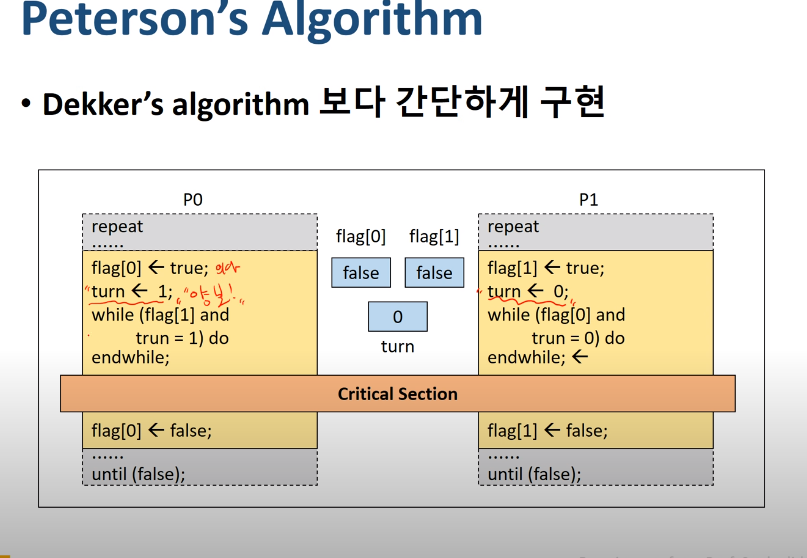 Peterson's Algorithm
• Dekker's algorithm 보다 간단하게 구현
P0
P1
repeat
......
flag[0] ← true; 의사
"turn ← 1;" "양보!"
while (flag[1] and
trun = 1) do
endwhile;
flag[0] flag[1]
false false
0
turn
repeat
......
flag[1] ← true;
"turn ← 0;"
while (flag[0] and
trun = 0) do
endwhile; ←
Critical Section
flag[0] ← false;
......
until (false);
flag[1] ← false;
......
until (false);